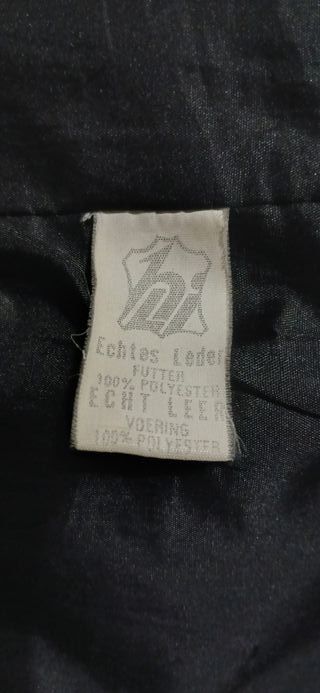 Echtes Leder
FUTTER
100% POLYESTER
ECHT LEER
VOERING
100% POLYESTER